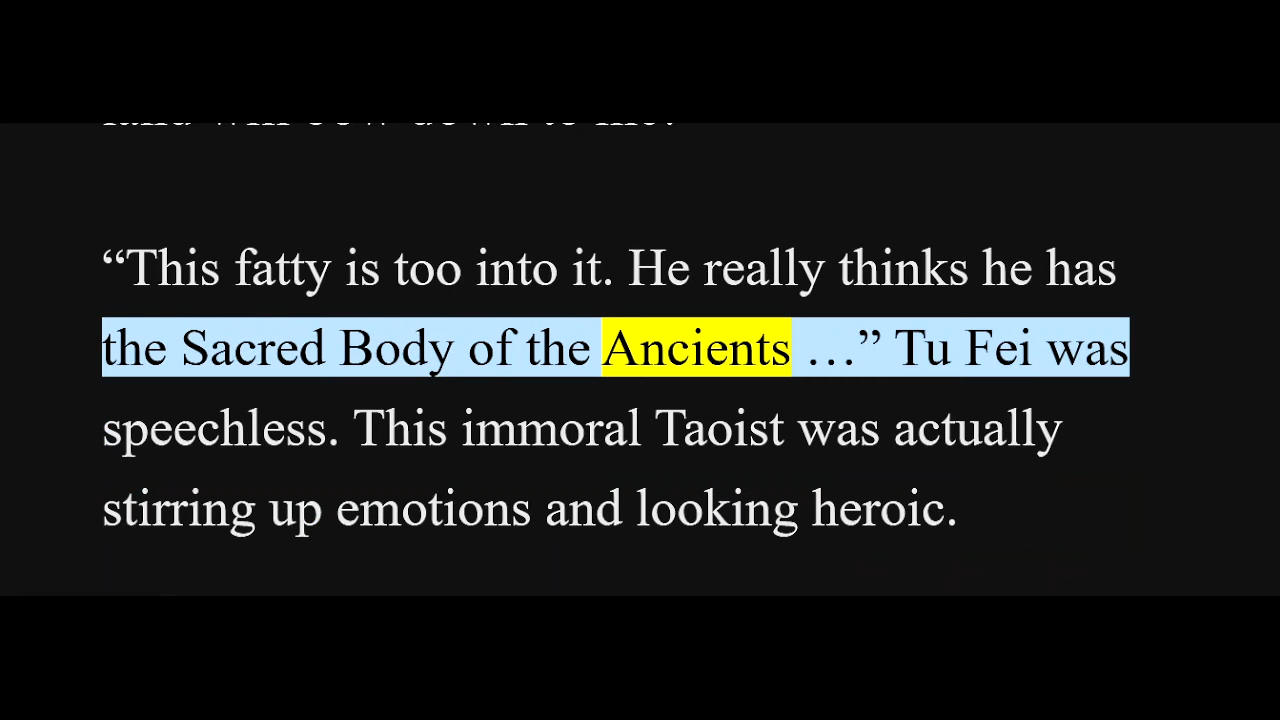 “This fatty is too into it. He really thinks he has
the Sacred Body of the Ancients …” Tu Fei was
speechless. This immoral Taoist was actually
stirring up emotions and looking heroic.